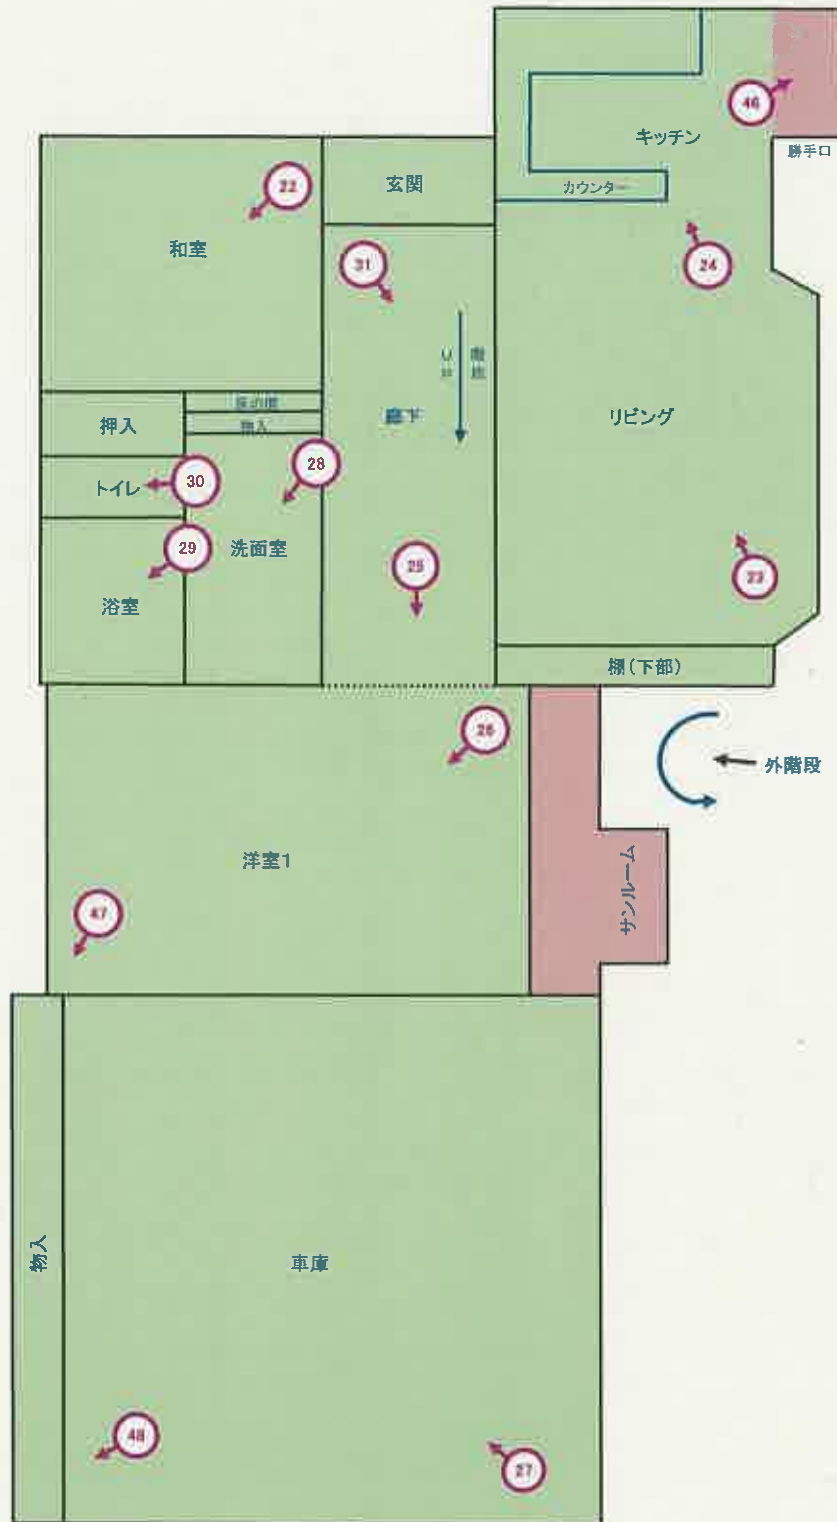 46
キッチン
勝手口
22
玄関
カウンター
和室
31
24
UP
階段
押入
床の間
物入
廊下
リビング
28
トイレ
30
29
洗面室
25
23
浴室
棚(下部)
26
外階段
洋室1
サンルーム
47
物入
車庫
48
27